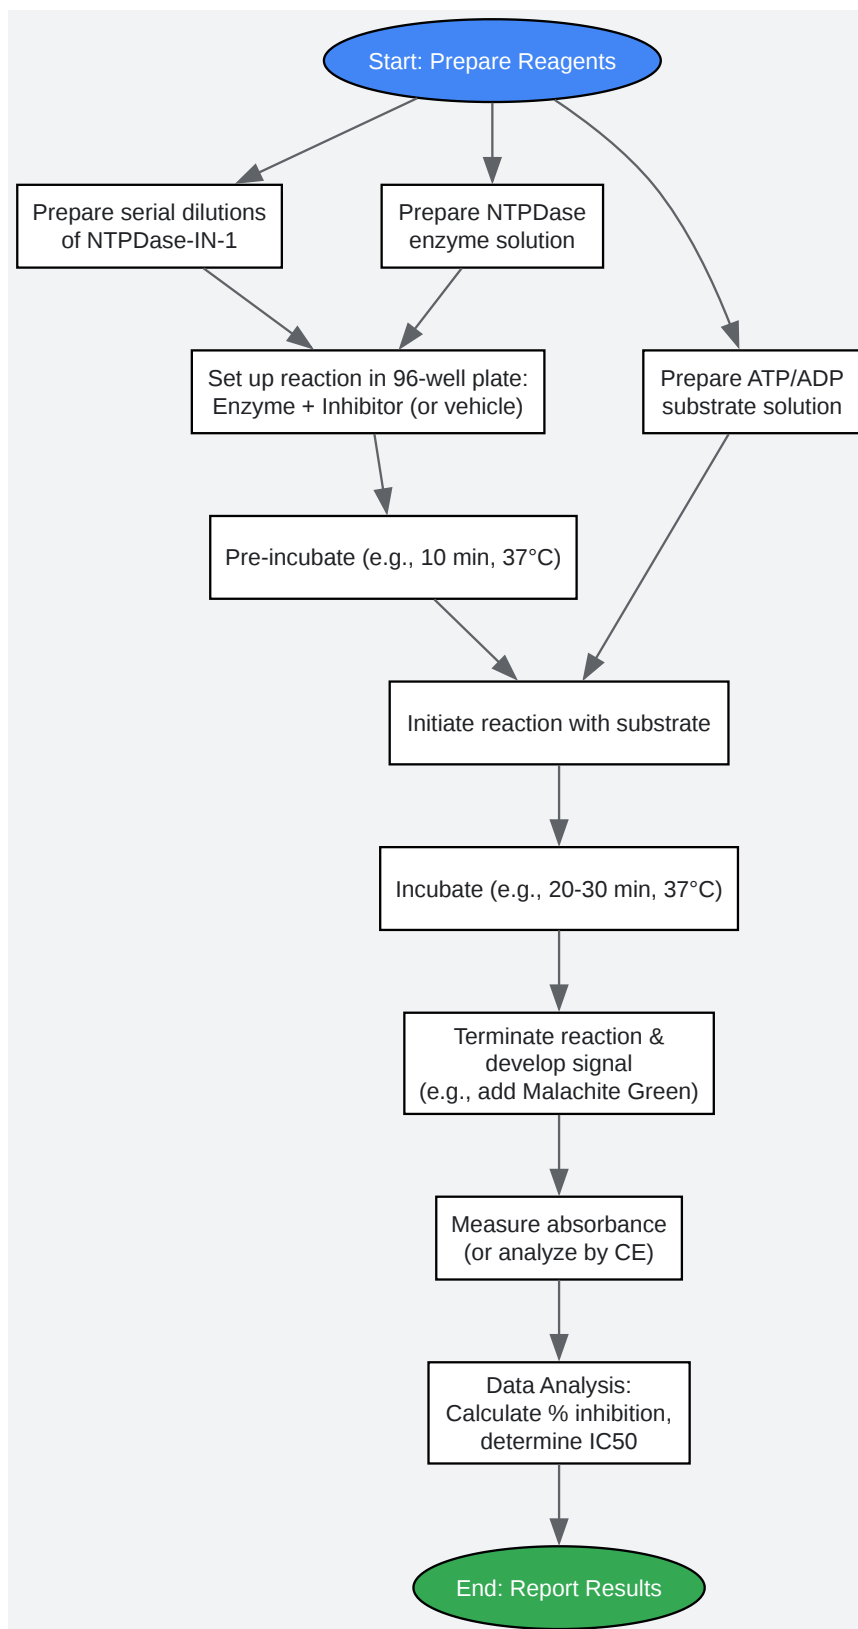 Start: Prepare Reagents
Prepare serial dilutions
of NTPDase-IN-1
Prepare NTPDase
enzyme solution
Set up reaction in 96-well plate:
Enzyme + Inhibitor (or vehicle)
Prepare ATP/ADP
substrate solution
Pre-incubate (e.g., 10 min, 37°C)
Initiate reaction with substrate
Incubate (e.g., 20-30 min, 37°C)
Terminate reaction &
develop signal
(e.g., add Malachite Green)
Measure absorbance
(or analyze by CE)
Data Analysis:
Calculate % inhibition,
determine IC50
End: Report Results